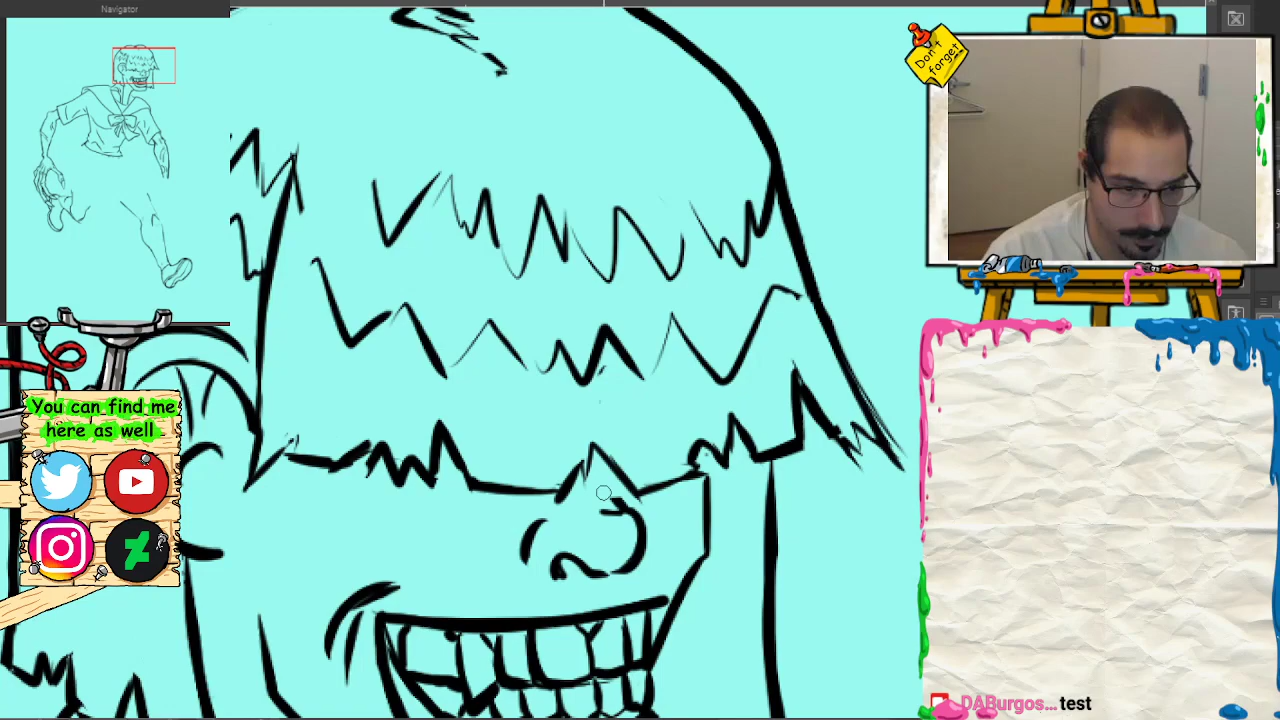 Navigator
Don't
forget
You can find me
here as well
DABurgos... test